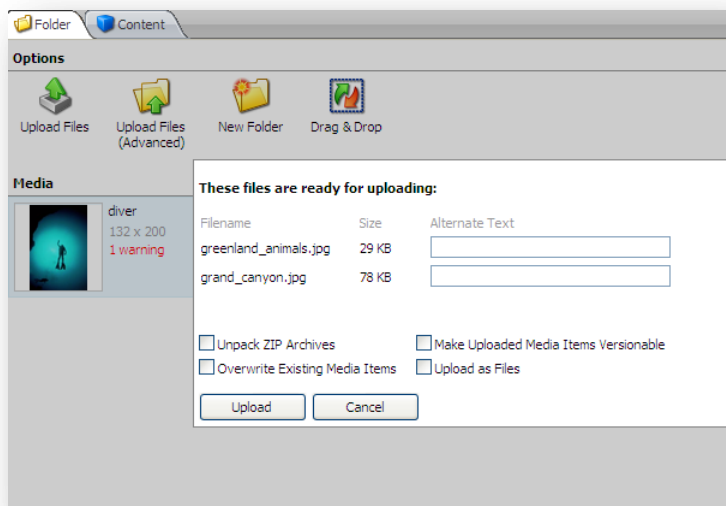 Folder
Content
Options
Upload Files
Upload Files
(Advanced)
New Folder
Drag & Drop
Media
diver
132 x 200
1 warning
These files are ready for uploading:
Filename Size Alternate Text
greenland_animals.jpg 29 KB
grand_canyon.jpg 78 KB
Unpack ZIP Archives Make Uploaded Media Items Versionable
Overwrite Existing Media Items Upload as Files
Upload Cancel